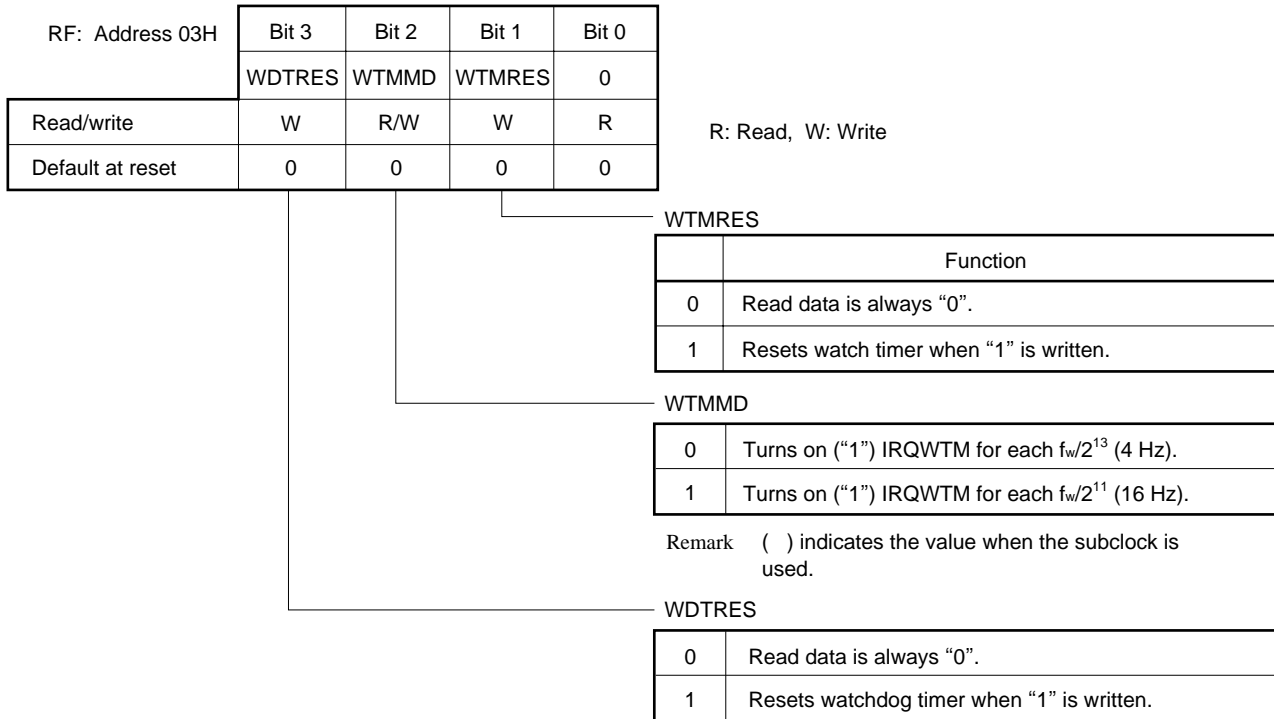 RF: Address 03H Bit 3 Bit 2 Bit 1 Bit 0
WDTRES WTMMD WTMRES 0
Read/write W R/W W R
R: Read, W: Write
Default at reset 0 0 0 0
WTMRES
Function
0 Read data is always “0”.
1 Resets watch timer when “1” is written.
WTMMD
0 Turns on (“1”) IRQWTM for each fw/2¹³ (4 Hz).
1 Turns on (“1”) IRQWTM for each fw/2¹¹ (16 Hz).
Remark ( ) indicates the value when the subclock is
used.
WDTRES
0 Read data is always “0”.
1 Resets watchdog timer when “1” is written.